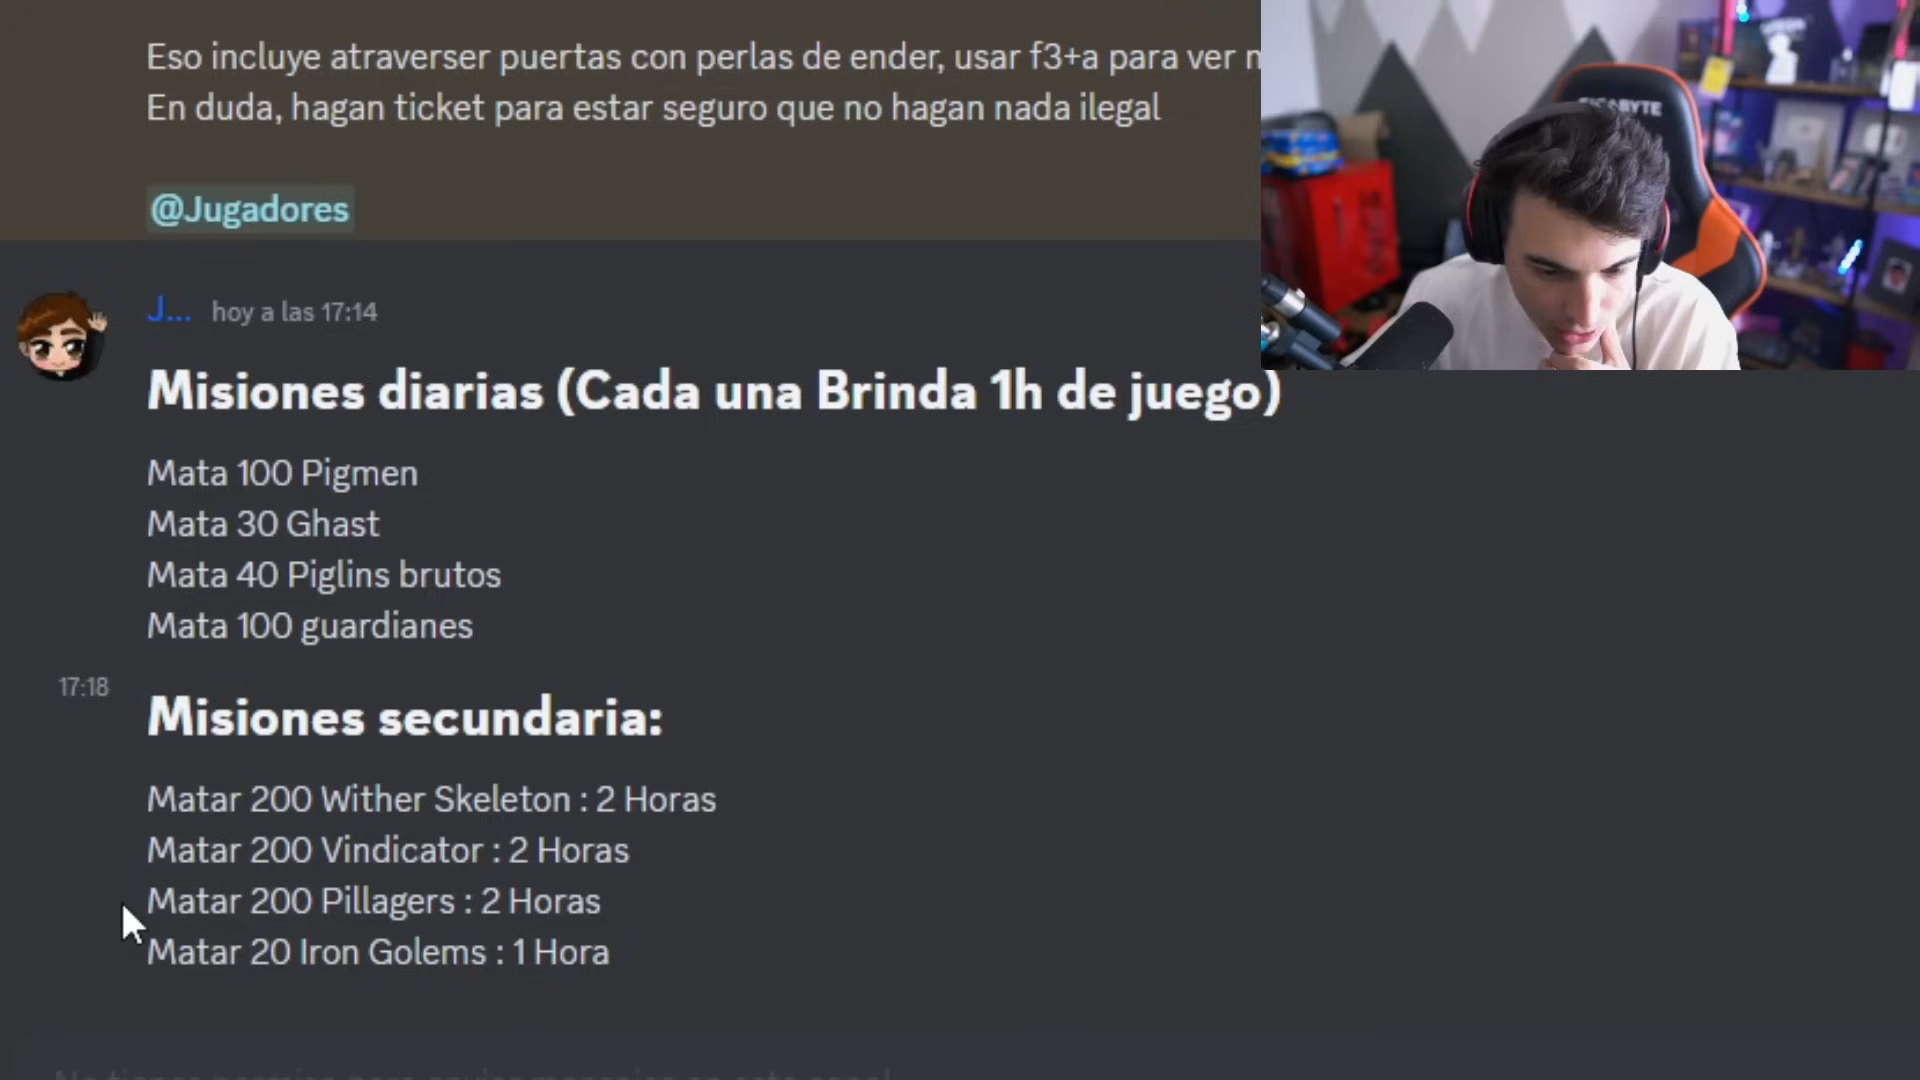 Eso incluye atraverser puertas con perlas de ender, usar f3+a para ver
En duda, hagan ticket para estar seguro que no hagan nada ilegal
@Jugadores
J... hoy a las 17:14
Misiones diarias (Cada una Brinda 1h de juego)
Mata 100 Pigmen
Mata 30 Ghast
Mata 40 Piglins brutos
Mata 100 guardianes
17:18
Misiones secundaria:
Matar 200 Wither Skeleton : 2 Horas
Matar 200 Vindicator : 2 Horas
Matar 200 Pillagers : 2 Horas
Matar 20 Iron Golems : 1 Hora
GIGABYTE